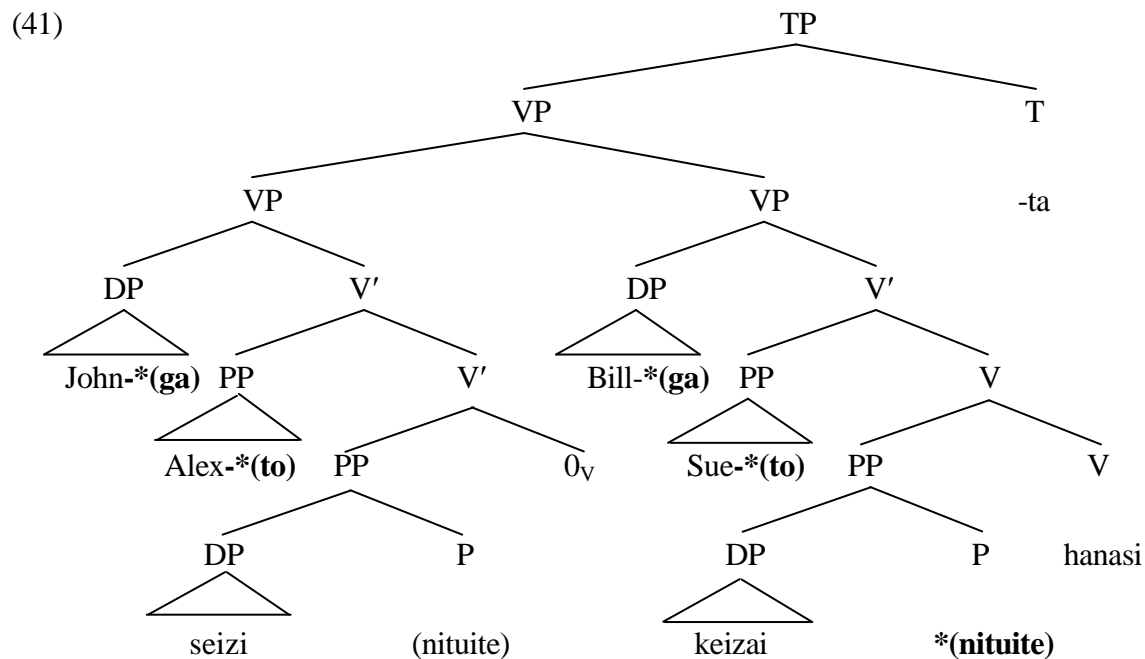 (41) TP
VP T
VP VP -ta
DP V′ DP V′
John-*(ga) PP V′ Bill-*(ga) PP V
Alex-*(to) PP 0V Sue-*(to) PP V
DP P DP P hanasi
seizi (nituite) keizai *(nituite)